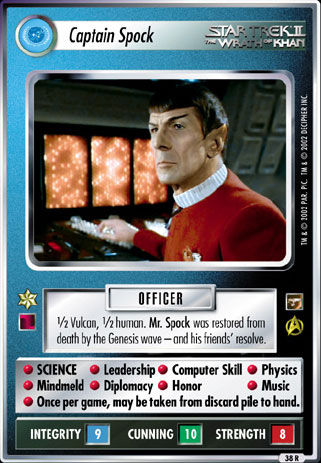 Captain Spock
STAR TREK II
THE WRATH OF KHAN
TM & © 2002 PAR. PIC. TM & © 2002 DECIPHER INC.
OFFICER
½ Vulcan, ½ human. Mr. Spock was restored from
death by the Genesis wave – and his friends' resolve.
SCIENCE Leadership Computer Skill Physics
Mindmeld Diplomacy Honor Music
Once per game, may be taken from discard pile to hand.
INTEGRITY 9 CUNNING 10 STRENGTH 8
38 R